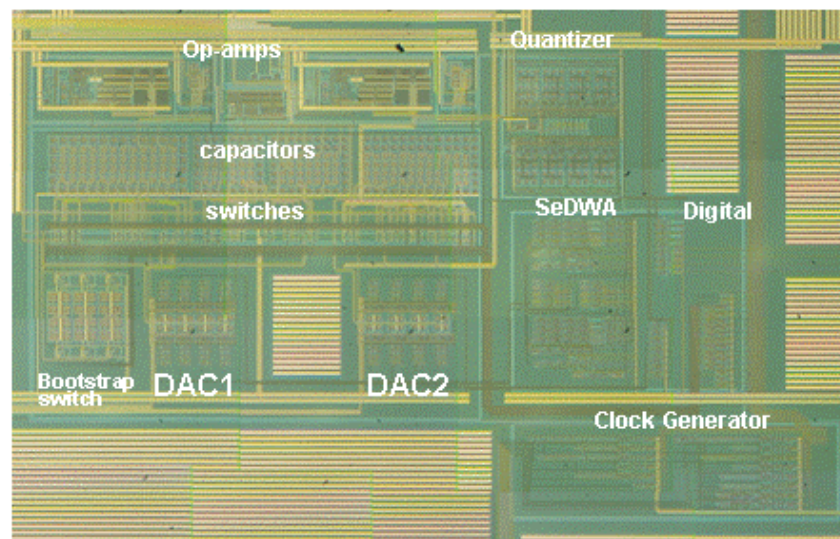 Op-amps
Quantizer
capacitors
switches
SeDWA
Digital
Bootstrap
switch
DAC1
DAC2
Clock Generator